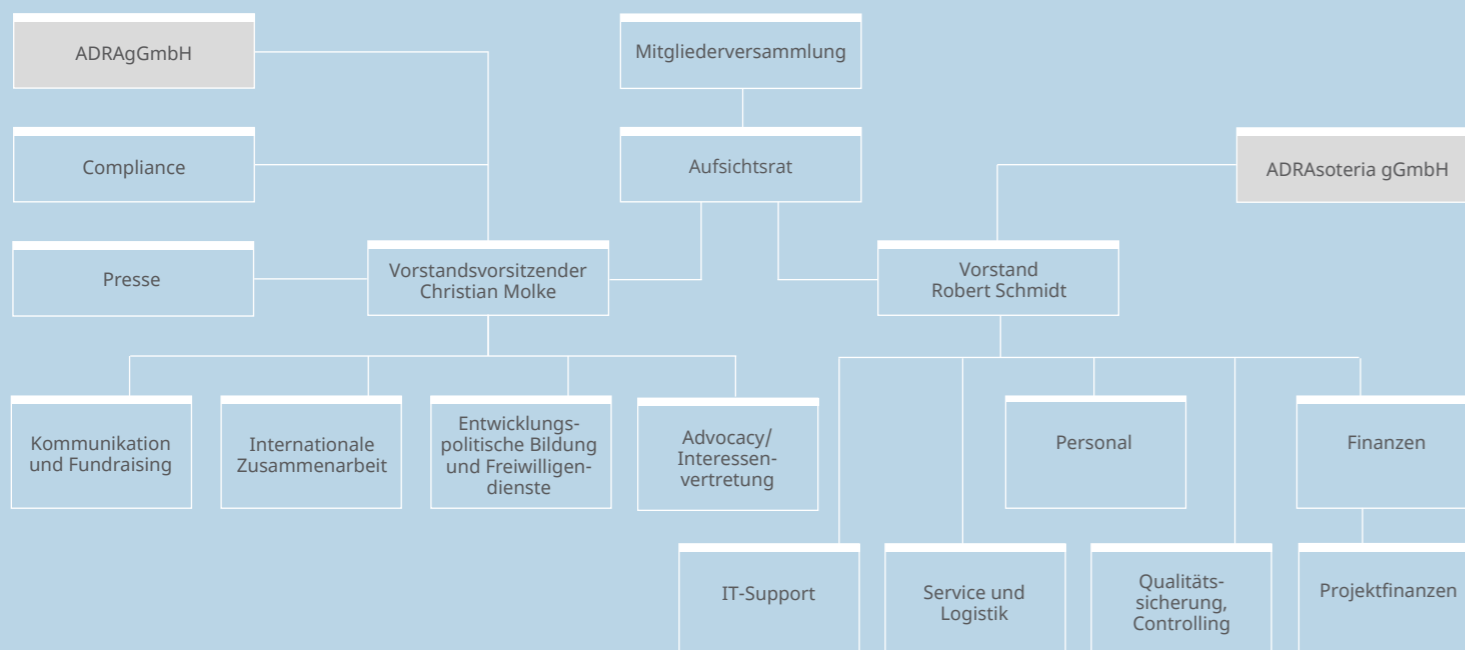 ADRAgGmbH
Mitgliederversammlung
Compliance
Aufsichtsrat
ADRAsoteria gGmbH
Presse
Vorstandsvorsitzender
Christian Molke
Vorstand
Robert Schmidt
Kommunikation
und Fundraising
Internationale
Zusammenarbeit
Entwicklungs-
politische Bildung
und Freiwilligen-
dienste
Advocacy/
Interessen-
vertretung
Personal
Finanzen
IT-Support
Service und
Logistik
Qualitäts-
sicherung,
Controlling
Projektfinanzen